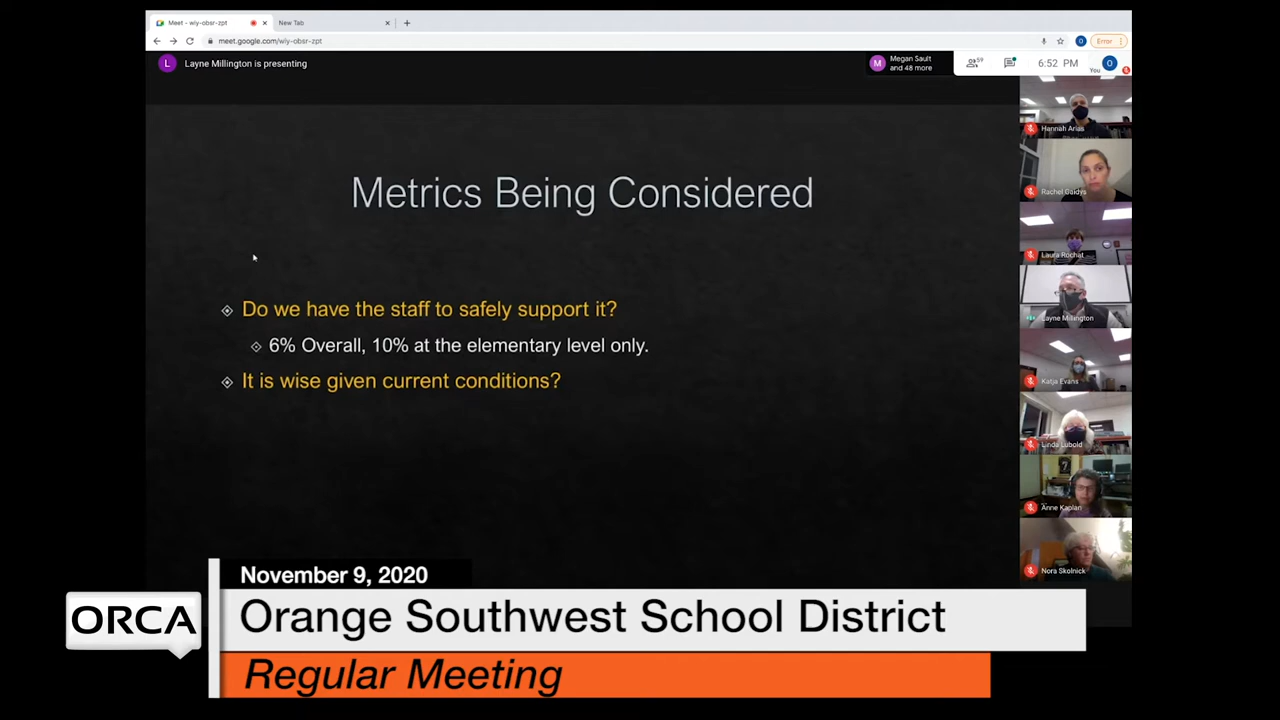 Meet - wiy-obsr-zpt
New Tab
meet.google.com/wiy-obsr-zpt
Error
L
Layne Millington is presenting
M
Megan Sault
and 48 more
59
6:52 PM
O
You
Hannah Arias
Rachel Gaidys
Laura Rochat
Layne Millington
Katja Evans
Linda Lubold
Anne Kaplan
Nora Skolnick
Metrics Being Considered
Do we have the staff to safely support it?
6% Overall, 10% at the elementary level only.
It is wise given current conditions?
November 9, 2020
ORCA
Orange Southwest School District
Regular Meeting